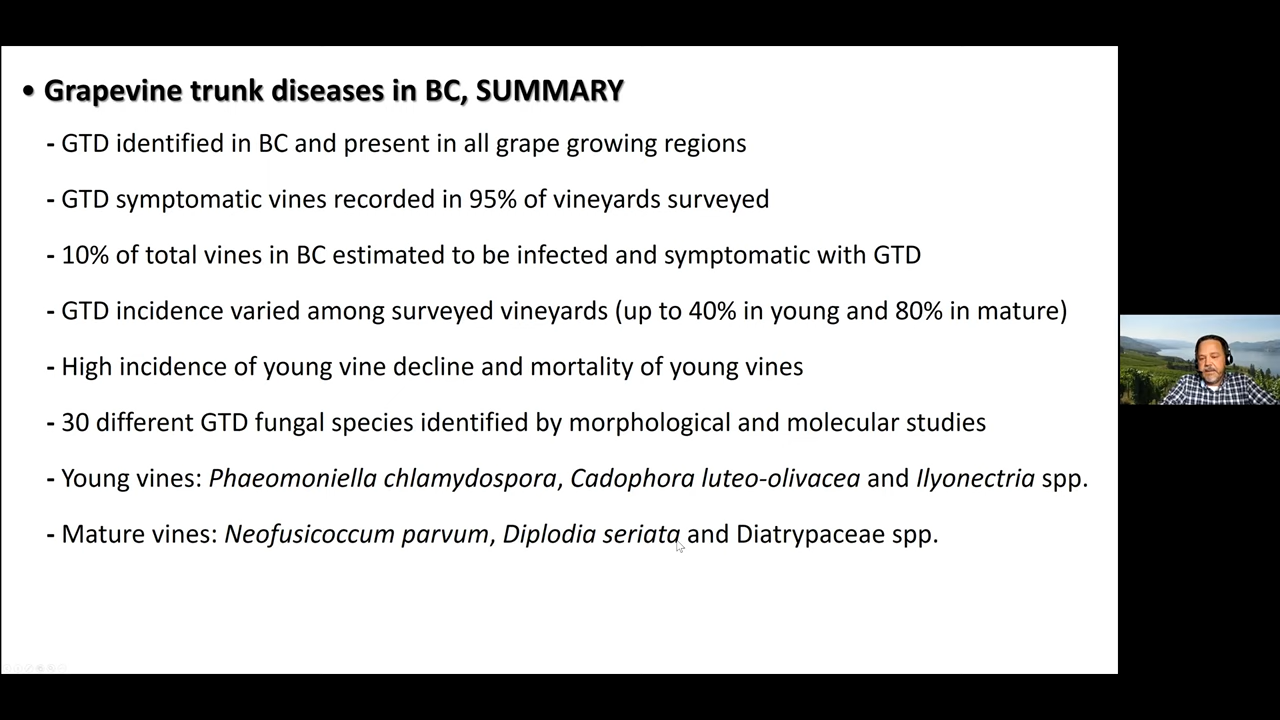 • Grapevine trunk diseases in BC, SUMMARY
- GTD identified in BC and present in all grape growing regions
- GTD symptomatic vines recorded in 95% of vineyards surveyed
- 10% of total vines in BC estimated to be infected and symptomatic with GTD
- GTD incidence varied among surveyed vineyards (up to 40% in young and 80% in mature)
- High incidence of young vine decline and mortality of young vines
- 30 different GTD fungal species identified by morphological and molecular studies
- Young vines: Phaeomoniella chlamydospora, Cadophora luteo-olivacea and Ilyonectria spp.
- Mature vines: Neofusicoccum parvum, Diplodia seriata and Diatrypaceae spp.